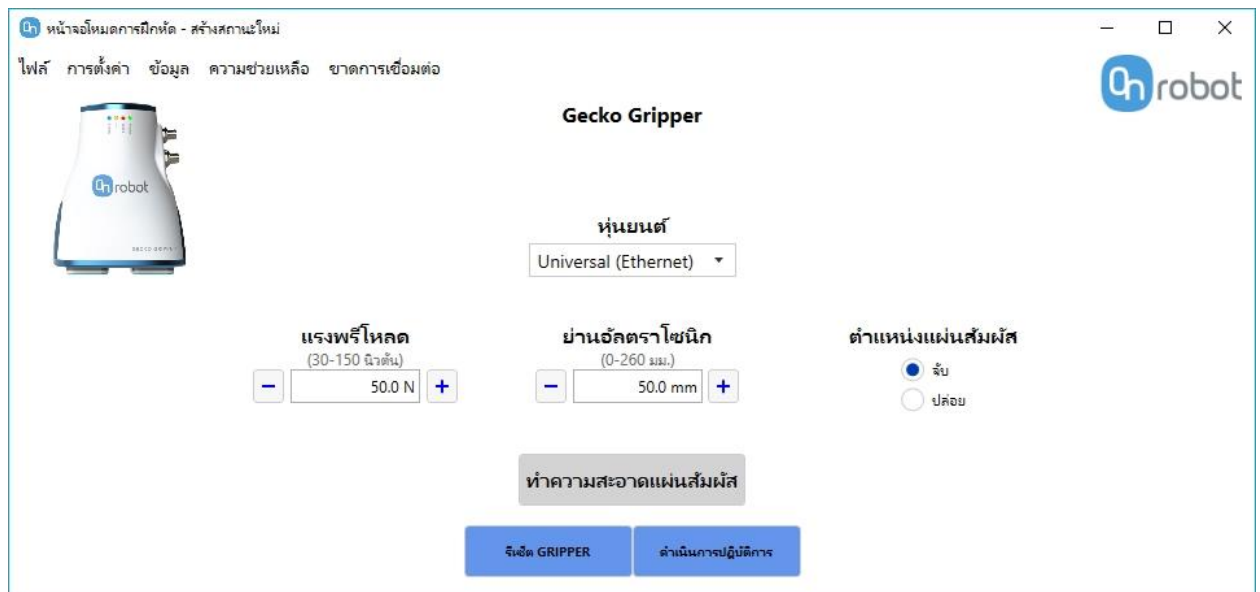 หน้าจอโหมดการฝึกหัด - สร้างสถานะใหม่
ไฟล์ การตั้งค่า ข้อมูล ความช่วยเหลือ ขาดการเชื่อมต่อ
On robot
Gecko Gripper
On robot
หุ่นยนต์
Universal (Ethernet)
แรงพรีโหลด ย่านอัลตราโซนิก ตำแหน่งแผ่นสัมผัส
(30-150 นิวตัน) (0-260 มม.)
− 50.0 N + − 50.0 mm +
จับ
ปล่อย
ทำความสะอาดแผ่นสัมผัส
รีเซ็ต GRIPPER ดำเนินการปฏิบัติการ